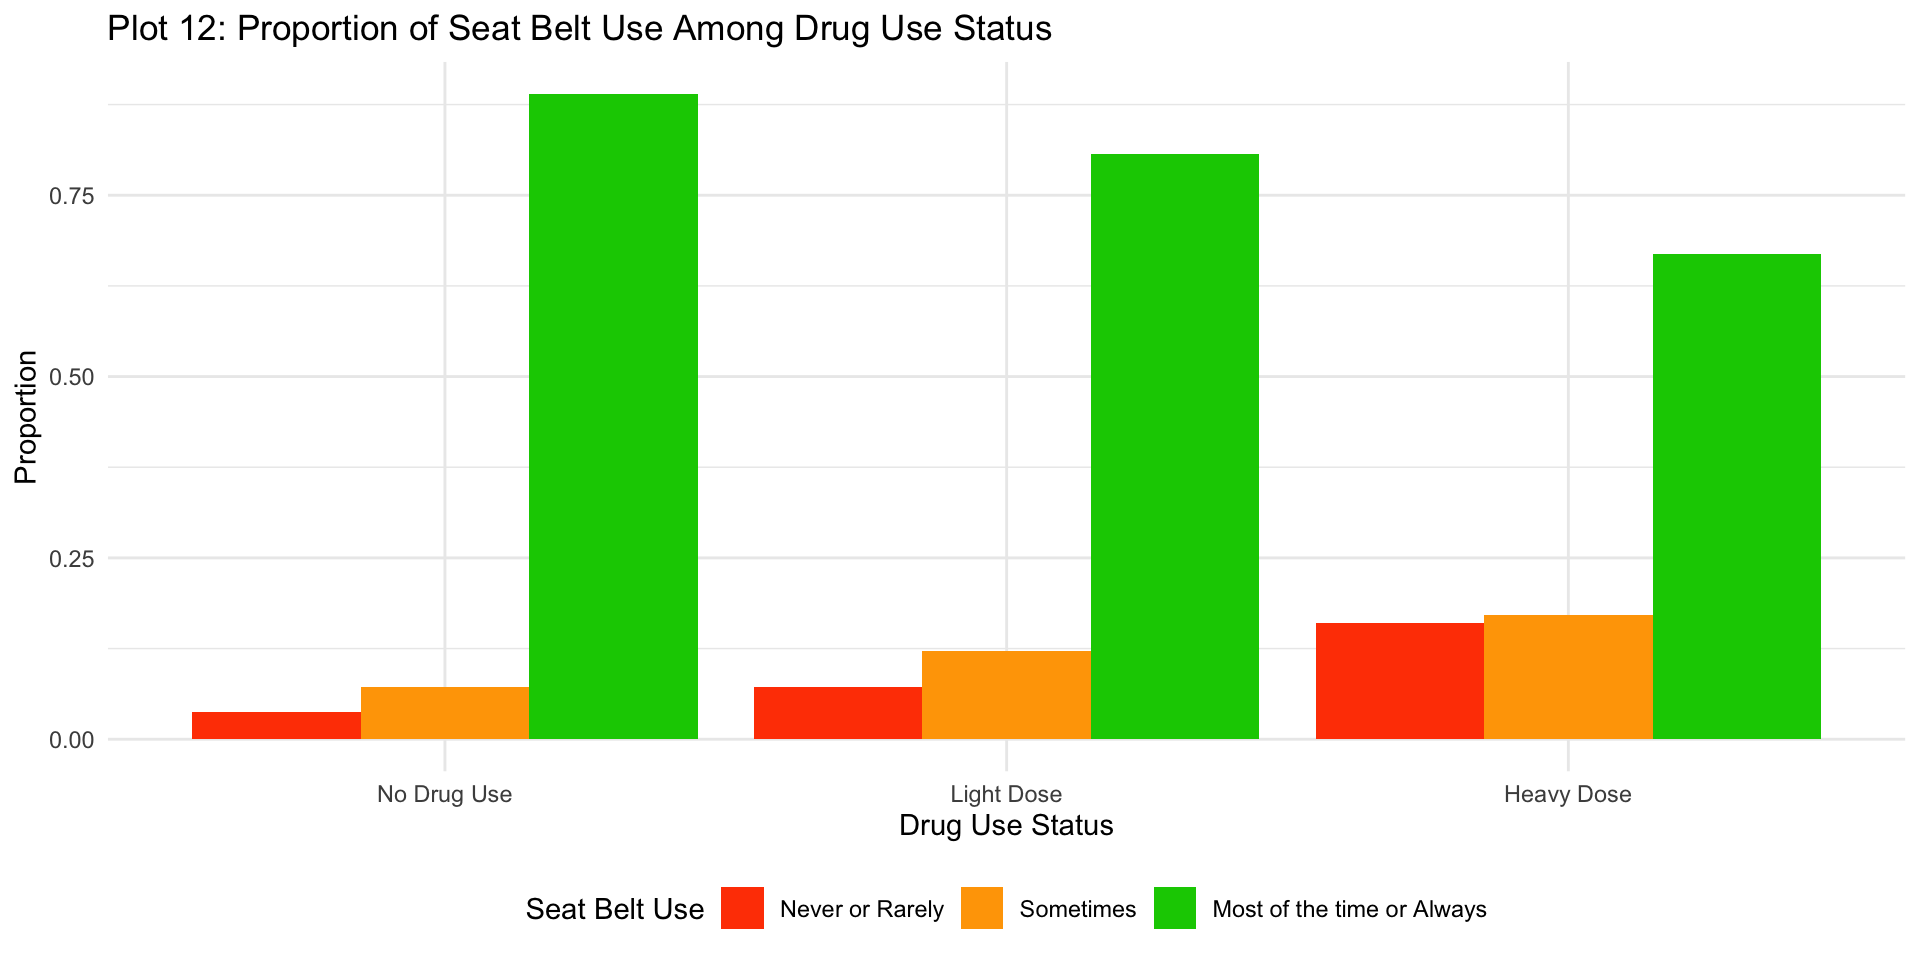 Plot 12: Proportion of Seat Belt Use Among Drug Use Status
Proportion
0.75
0.50
0.25
0.00
No Drug Use
Light Dose
Heavy Dose
Drug Use Status
Seat Belt Use
Never or Rarely
Sometimes
Most of the time or Always